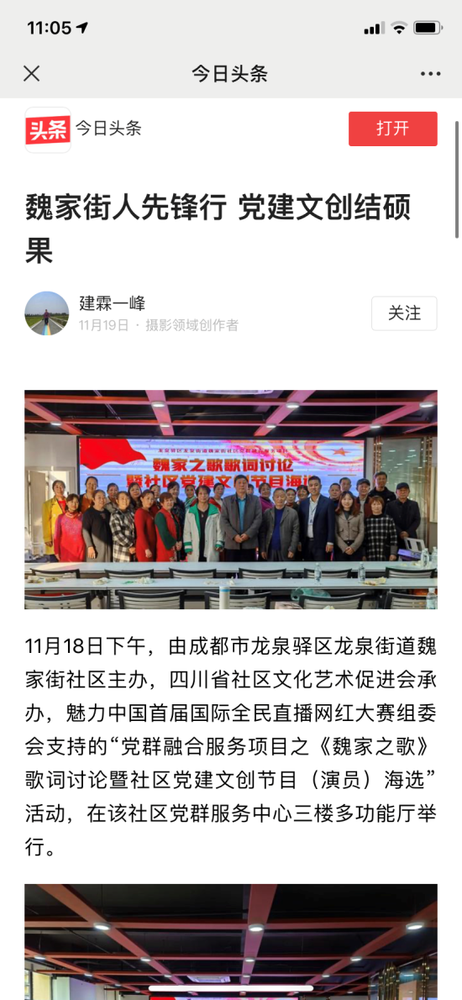 11:05
今日头条
头条 今日头条
打开
魏家街人先锋行 党建文创结硕
果
建霖一峰
11月19日 · 摄影领域创作者
关注
魏家之歌歌词讨论
暨社区党建文创节目海选
11月18日下午，由成都市龙泉驿区龙泉街道魏
家街社区主办，四川省社区文化艺术促进会承
办，魅力中国首届国际全民直播网红大赛组委
会支持的“党群融合服务项目之《魏家之歌》
歌词讨论暨社区党建文创节目（演员）海选”
活动，在该社区党群服务中心三楼多功能厅举
行。